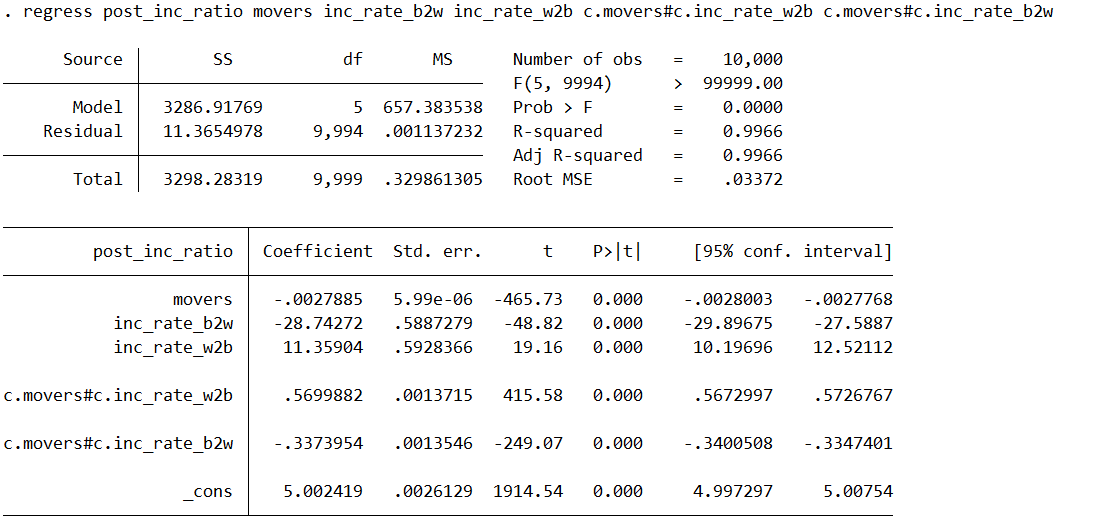 . regress post_inc_ratio movers inc_rate_b2w inc_rate_w2b c.movers#c.inc_rate_w2b c.movers#c.inc_rate_b2w
Source SS df MS Number of obs = 10,000
F(5, 9994) > 99999.00
Model 3286.91769 5 657.383538 Prob > F = 0.0000
Residual 11.3654978 9,994 .001137232 R-squared = 0.9966
Adj R-squared = 0.9966
Total 3298.28319 9,999 .329861305 Root MSE = .03372
post_inc_ratio Coefficient Std. err. t P>|t| [95% conf. interval]
movers -.0027885 5.99e-06 -465.73 0.000 -.0028003 -.0027768
inc_rate_b2w -28.74272 .5887279 -48.82 0.000 -29.89675 -27.5887
inc_rate_w2b 11.35904 .5928366 19.16 0.000 10.19696 12.52112
c.movers#c.inc_rate_w2b .5699882 .0013715 415.58 0.000 .5672997 .5726767
c.movers#c.inc_rate_b2w -.3373954 .0013546 -249.07 0.000 -.3400508 -.3347401
_cons 5.002419 .0026129 1914.54 0.000 4.997297 5.00754